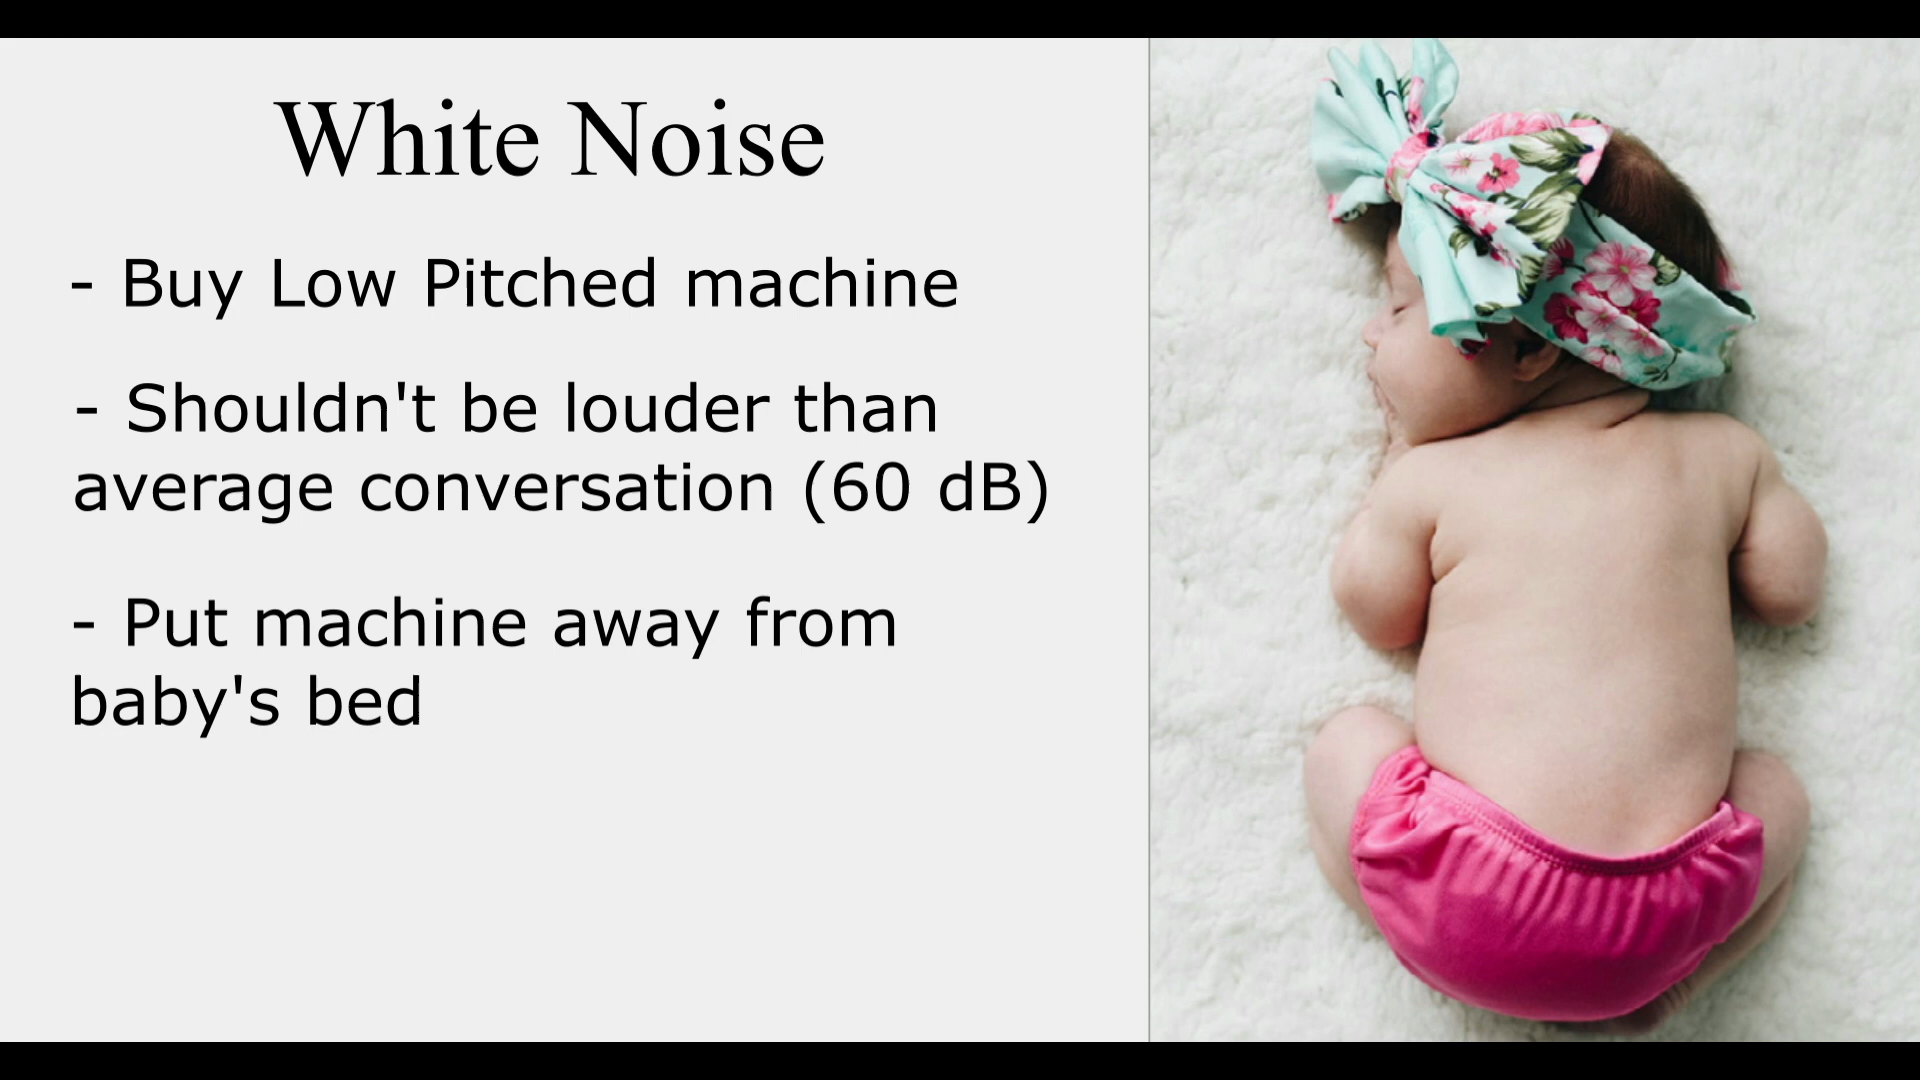 White Noise
- Buy Low Pitched machine
- Shouldn't be louder than
average conversation (60 dB)
- Put machine away from
baby's bed